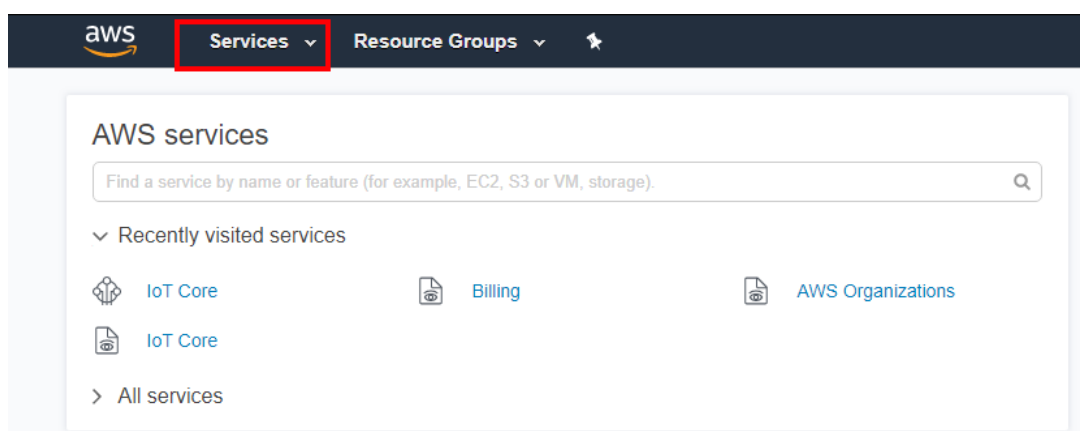 aws Services Resource Groups
AWS services
Find a service by name or feature (for example, EC2, S3 or VM, storage).
Recently visited services
IoT Core Billing AWS Organizations
IoT Core
All services